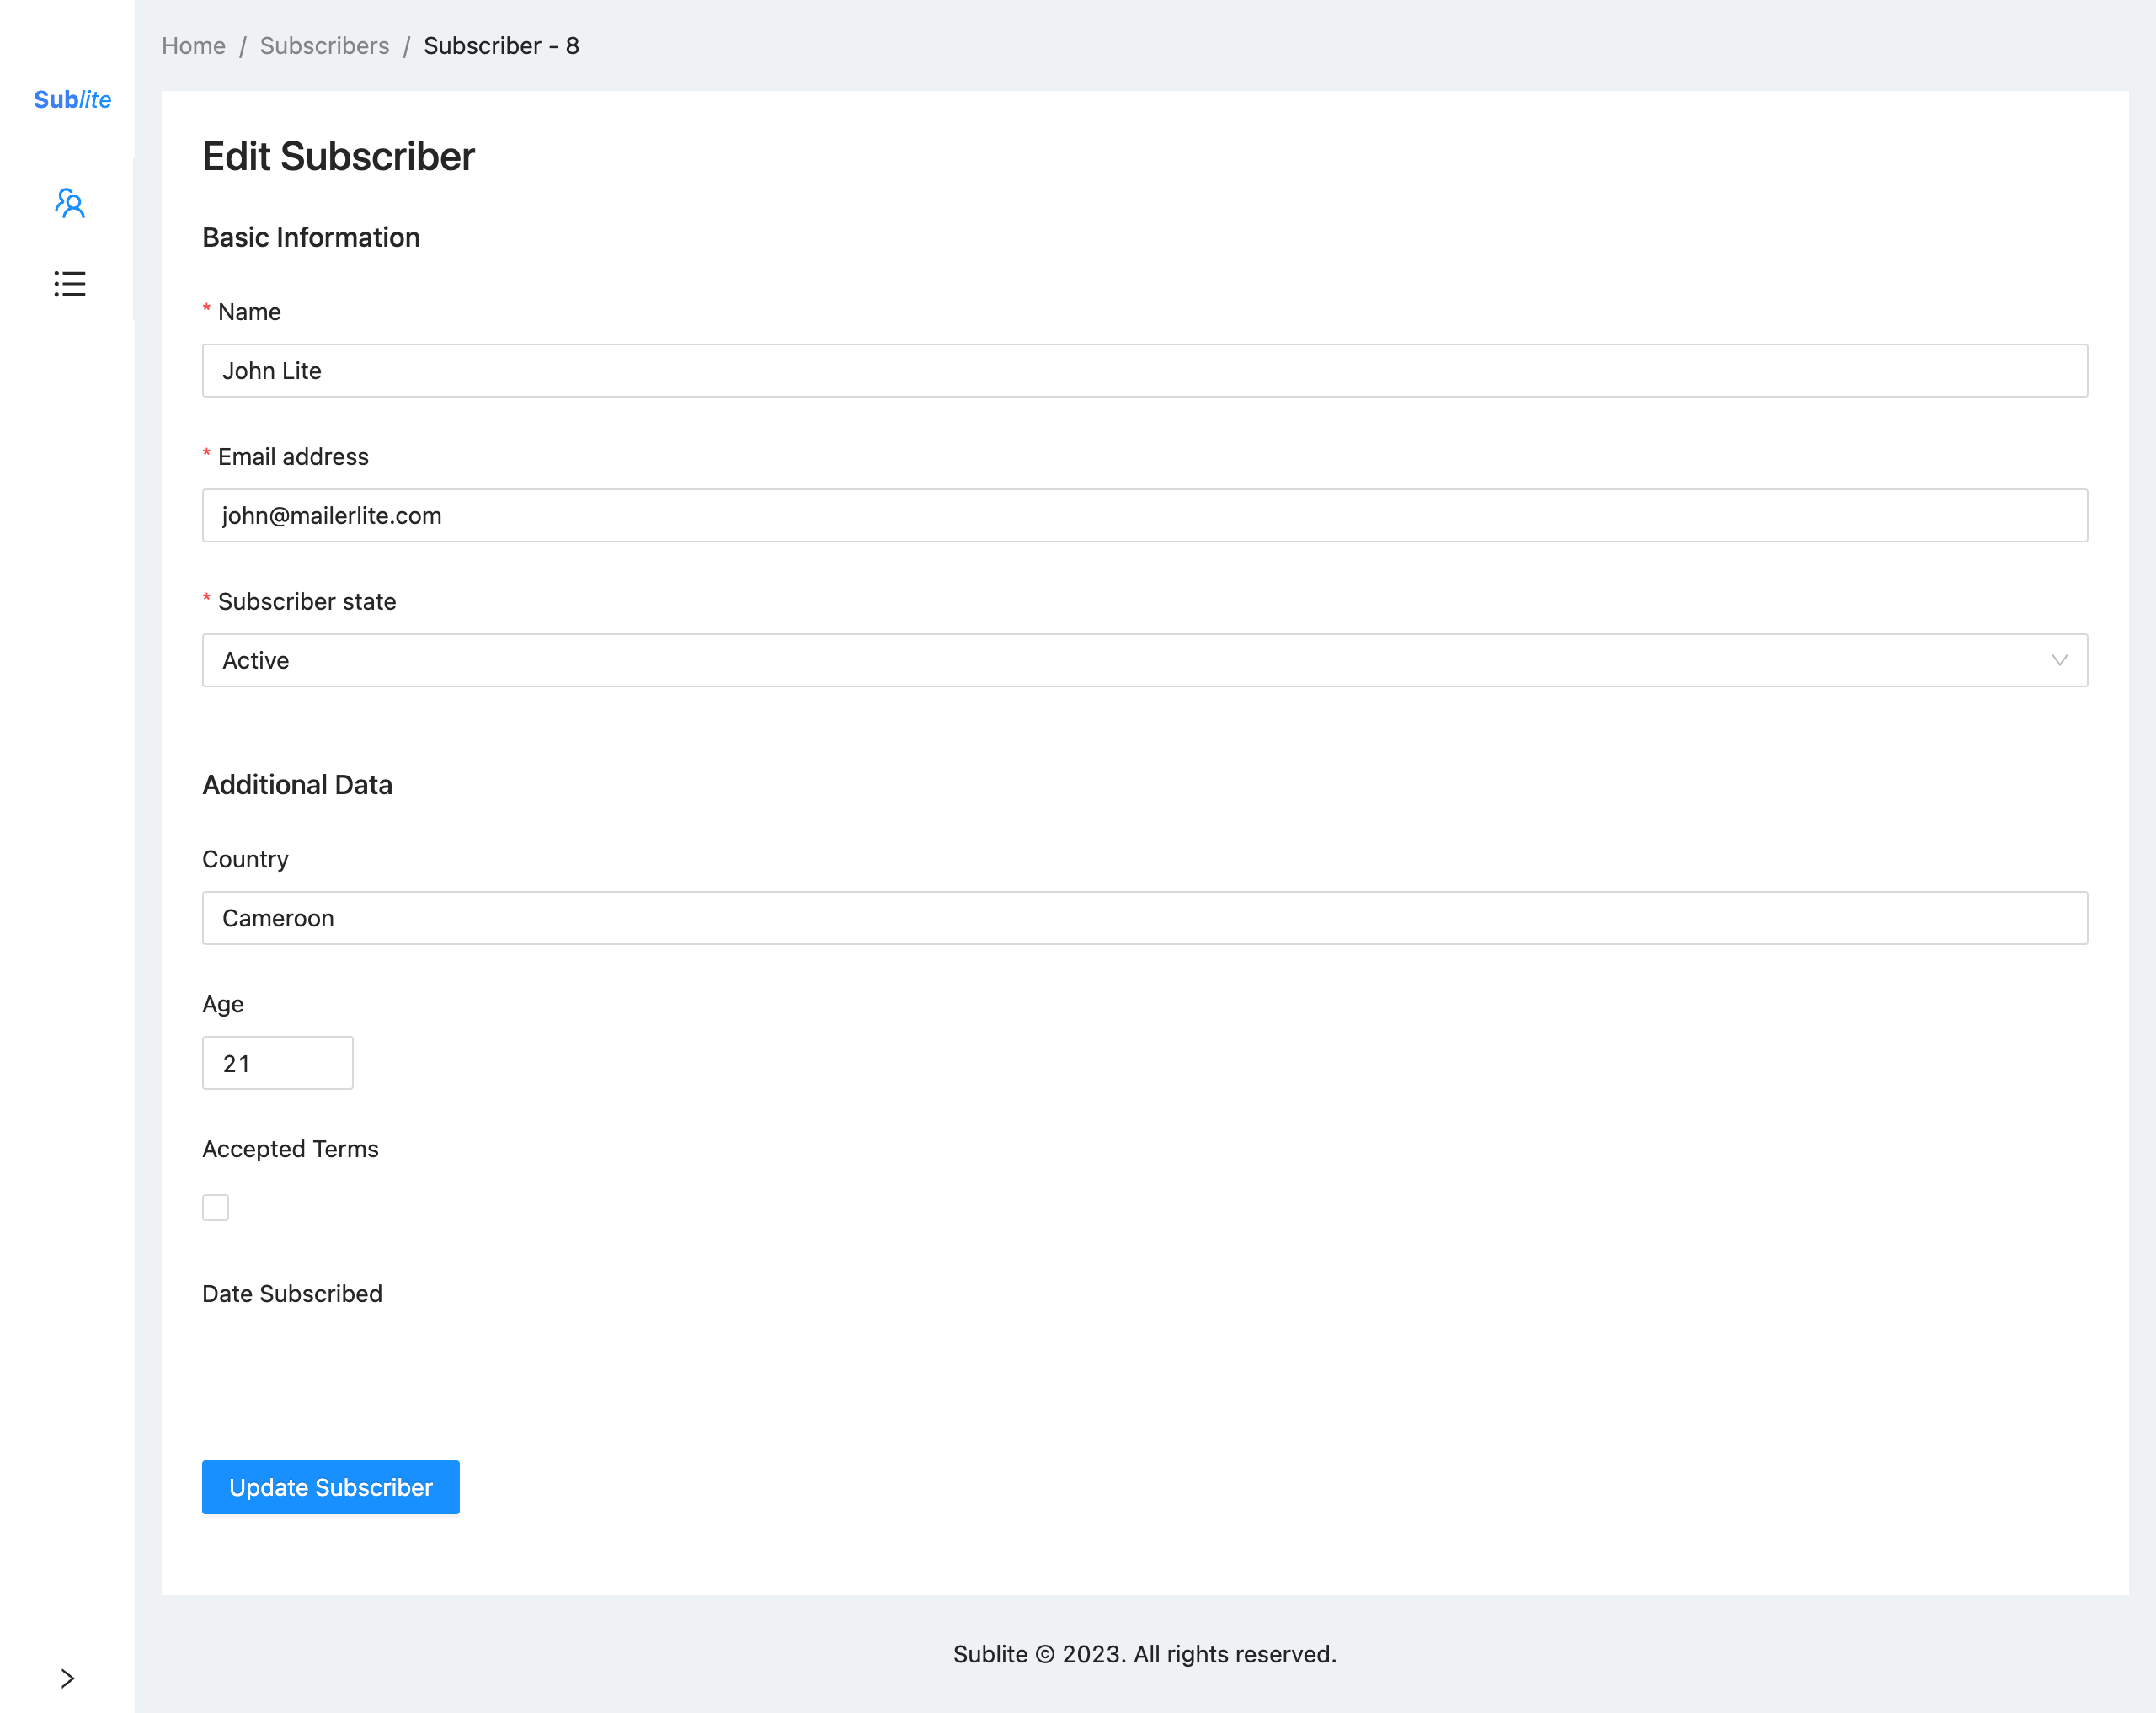 Home / Subscribers / Subscriber - 8
Sublite
Edit Subscriber
Basic Information
* Name
John Lite
* Email address
john@mailerlite.com
* Subscriber state
Active
Additional Data
Country
Cameroon
Age
21
Accepted Terms
Date Subscribed
Update Subscriber
Sublite © 2023. All rights reserved.